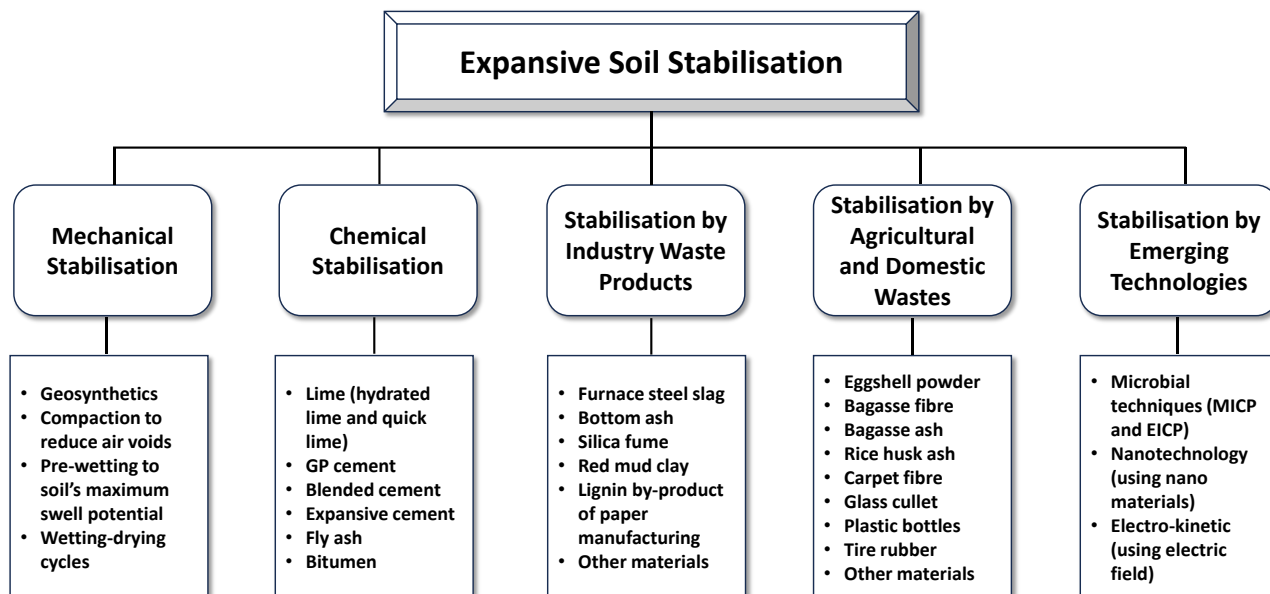 Expansive Soil Stabilisation
Mechanical
Stabilisation
Chemical
Stabilisation
Stabilisation by
Industry Waste
Products
Stabilisation by
Agricultural
and Domestic
Wastes
Stabilisation by
Emerging
Technologies
• Geosynthetics
• Compaction to
reduce air voids
• Pre-wetting to
soil's maximum
swell potential
• Wetting-drying
cycles
• Lime (hydrated
lime and quick
lime)
• GP cement
• Blended cement
• Expansive cement
• Fly ash
• Bitumen
• Furnace steel slag
• Bottom ash
• Silica fume
• Red mud clay
• Lignin by-product
of paper
manufacturing
• Other materials
• Eggshell powder
• Bagasse fibre
• Bagasse ash
• Rice husk ash
• Carpet fibre
• Glass cullet
• Plastic bottles
• Tire rubber
• Other materials
• Microbial
techniques (MICP
and EICP)
• Nanotechnology
(using nano
materials)
• Electro-kinetic
(using electric
field)